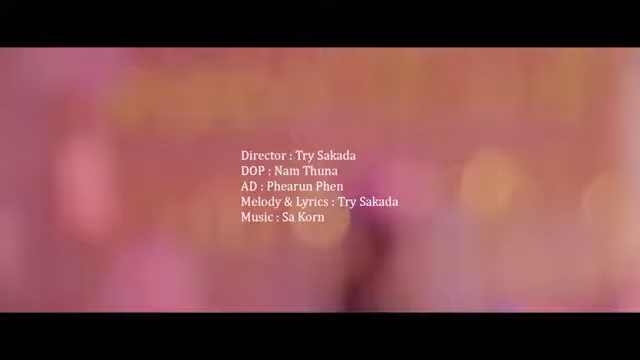 Director : Try Sakada
DOP : Nam Thuna
AD : Phearun Phen
Melody & Lyrics : Try Sakada
Music : Sa Korn